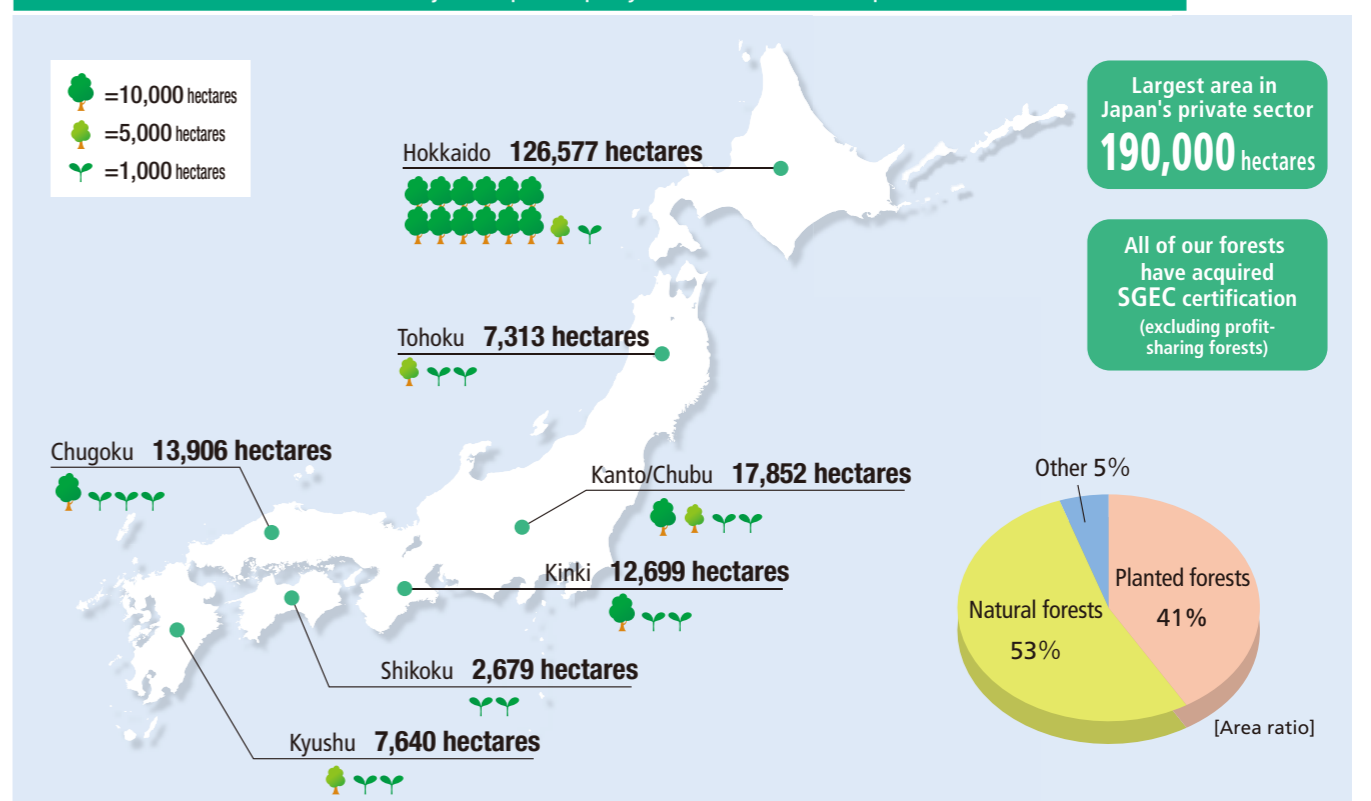 =10,000 hectares
=5,000 hectares
=1,000 hectares
Largest area in
Japan's private sector
190,000 hectares
All of our forests
have acquired
SGEC certification
(excluding profit-
sharing forests)
Hokkaido 126,577 hectares
Tohoku 7,313 hectares
Chugoku 13,906 hectares
Kanto/Chubu 17,852 hectares
Kinki 12,699 hectares
Shikoku 2,679 hectares
Kyushu 7,640 hectares
Other 5%
Planted forests
41%
Natural forests
53%
[Area ratio]